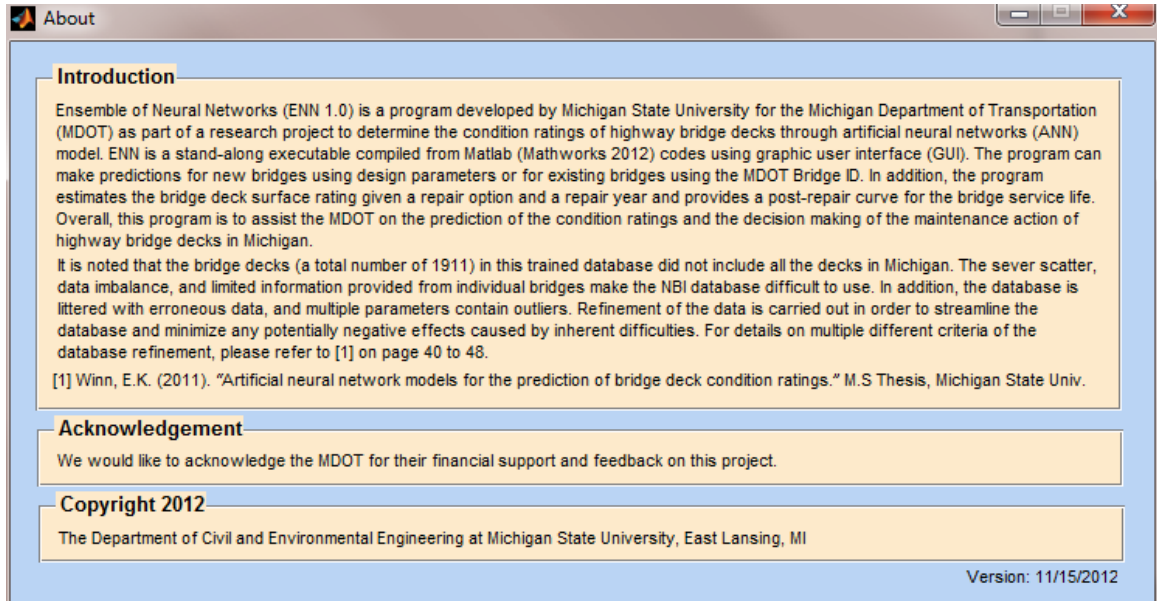 About
Introduction
Ensemble of Neural Networks (ENN 1.0) is a program developed by Michigan State University for the Michigan Department of Transportation
(MDOT) as part of a research project to determine the condition ratings of highway bridge decks through artificial neural networks (ANN)
model. ENN is a stand-along executable compiled from Matlab (Mathworks 2012) codes using graphic user interface (GUI). The program can
make predictions for new bridges using design parameters or for existing bridges using the MDOT Bridge ID. In addition, the program
estimates the bridge deck surface rating given a repair option and a repair year and provides a post-repair curve for the bridge service life.
Overall, this program is to assist the MDOT on the prediction of the condition ratings and the decision making of the maintenance action of
highway bridge decks in Michigan.
It is noted that the bridge decks (a total number of 1911) in this trained database did not include all the decks in Michigan. The sever scatter,
data imbalance, and limited information provided from individual bridges make the NBI database difficult to use. In addition, the database is
littered with erroneous data, and multiple parameters contain outliers. Refinement of the data is carried out in order to streamline the
database and minimize any potentially negative effects caused by inherent difficulties. For details on multiple different criteria of the
database refinement, please refer to [1] on page 40 to 48.
[1] Winn, E.K. (2011). "Artificial neural network models for the prediction of bridge deck condition ratings." M.S Thesis, Michigan State Univ.
Acknowledgement
We would like to acknowledge the MDOT for their financial support and feedback on this project.
Copyright 2012
The Department of Civil and Environmental Engineering at Michigan State University, East Lansing, MI
Version: 11/15/2012